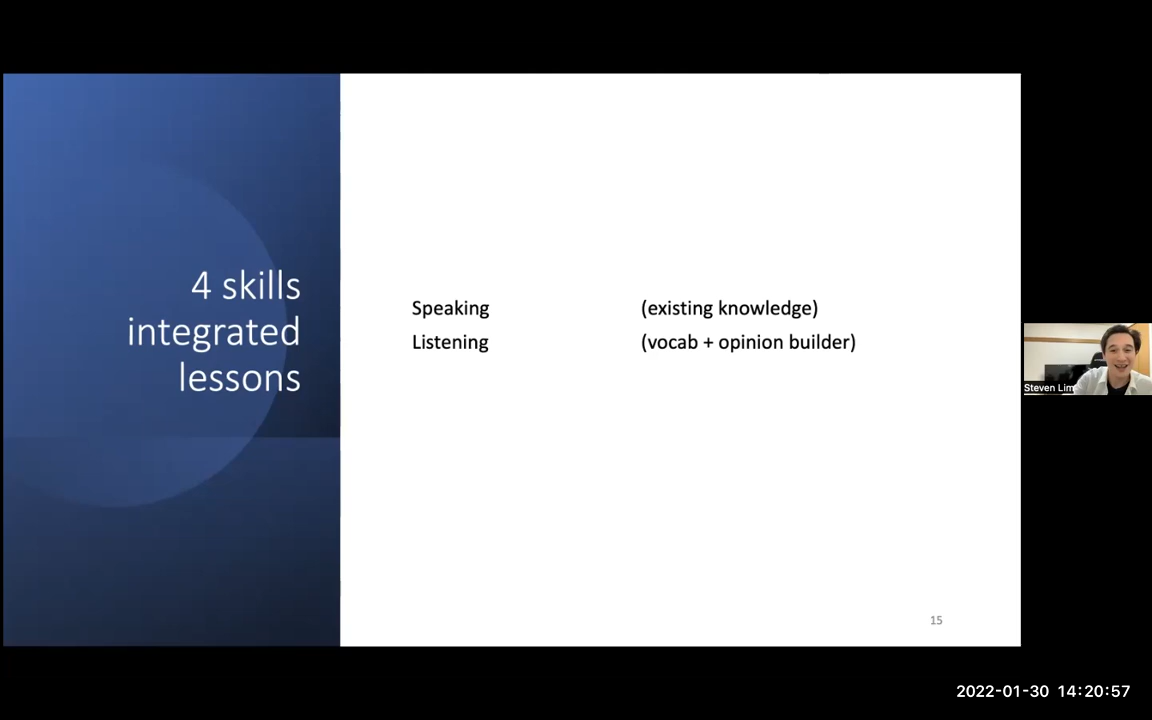 4 skills
integrated
lessons
Speaking (existing knowledge)
Listening (vocab + opinion builder)
15
Steven Lim
2022-01-30 14:20:57